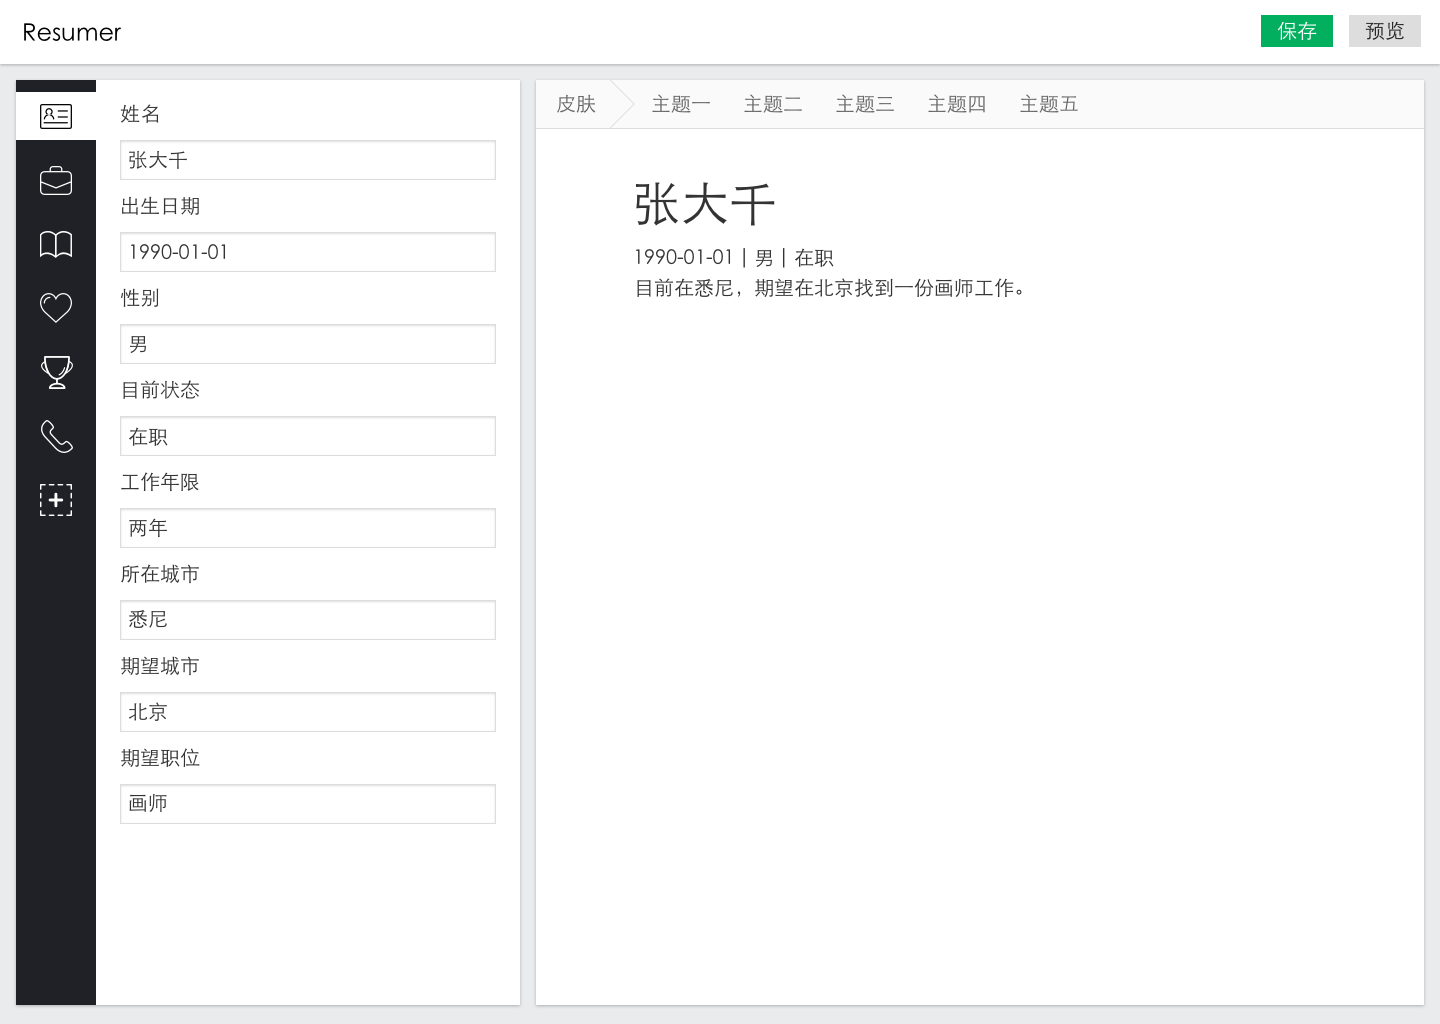 Resumer
保存
预览
姓名
张大千
出生日期
1990-01-01
性别
男
目前状态
在职
工作年限
两年
所在城市
悉尼
期望城市
北京
期望职位
画师
皮肤
主题一
主题二
主题三
主题四
主题五
张大千
1990-01-01 | 男 | 在职
目前在悉尼，期望在北京找到一份画师工作。